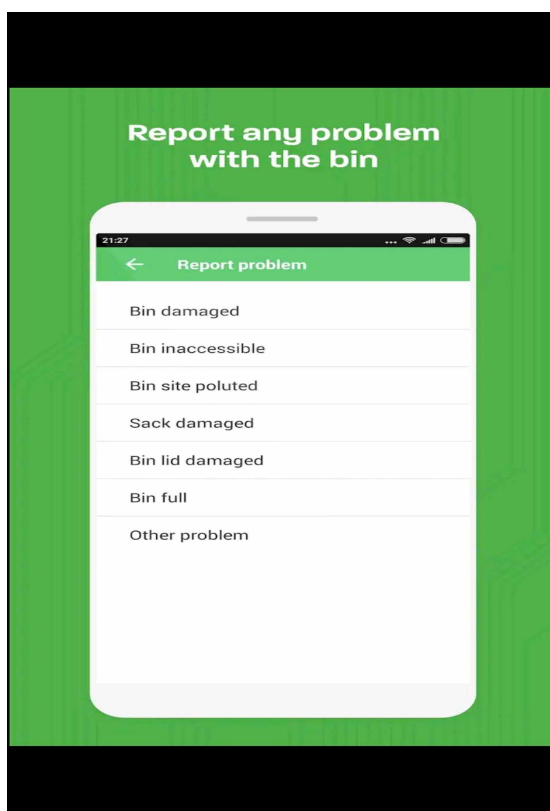 Report any problem
with the bin
21:27
Report problem
Bin damaged
Bin inaccessible
Bin site poluted
Sack damaged
Bin lid damaged
Bin full
Other problem